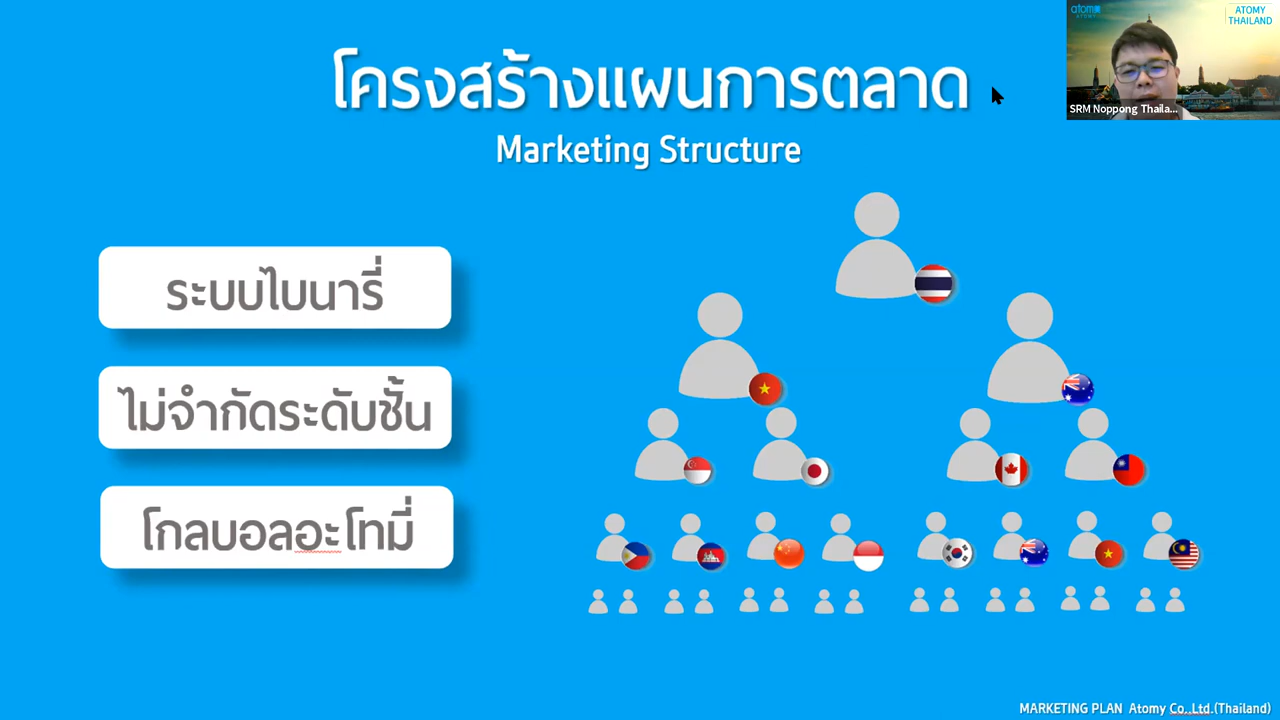 โครงสร้างแผนการตลาด
Marketing Structure
ระบบไบนารี่
ไม่จำกัดระดับชั้น
โกลบอลอะโทมี่
atom
ATOMY
THAILAND
SRM Noppong Thaila...
MARKETING PLAN Atomy Co.,Ltd.(Thailand)